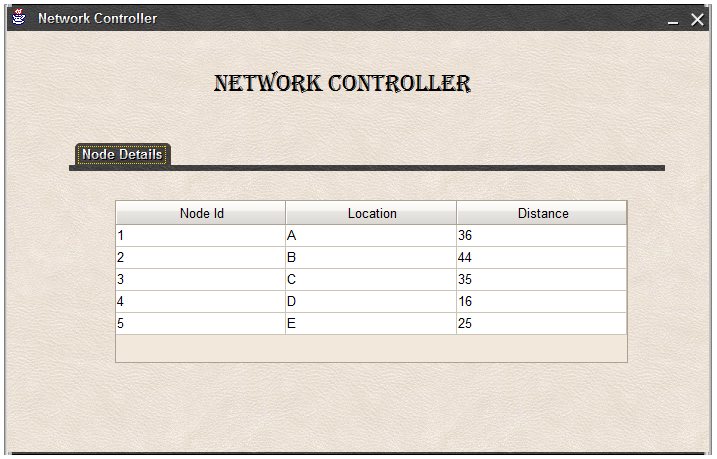 Network Controller
NETWORK CONTROLLER
Node Details
Node Id Location Distance
1 A 36
2 B 44
3 C 35
4 D 16
5 E 25